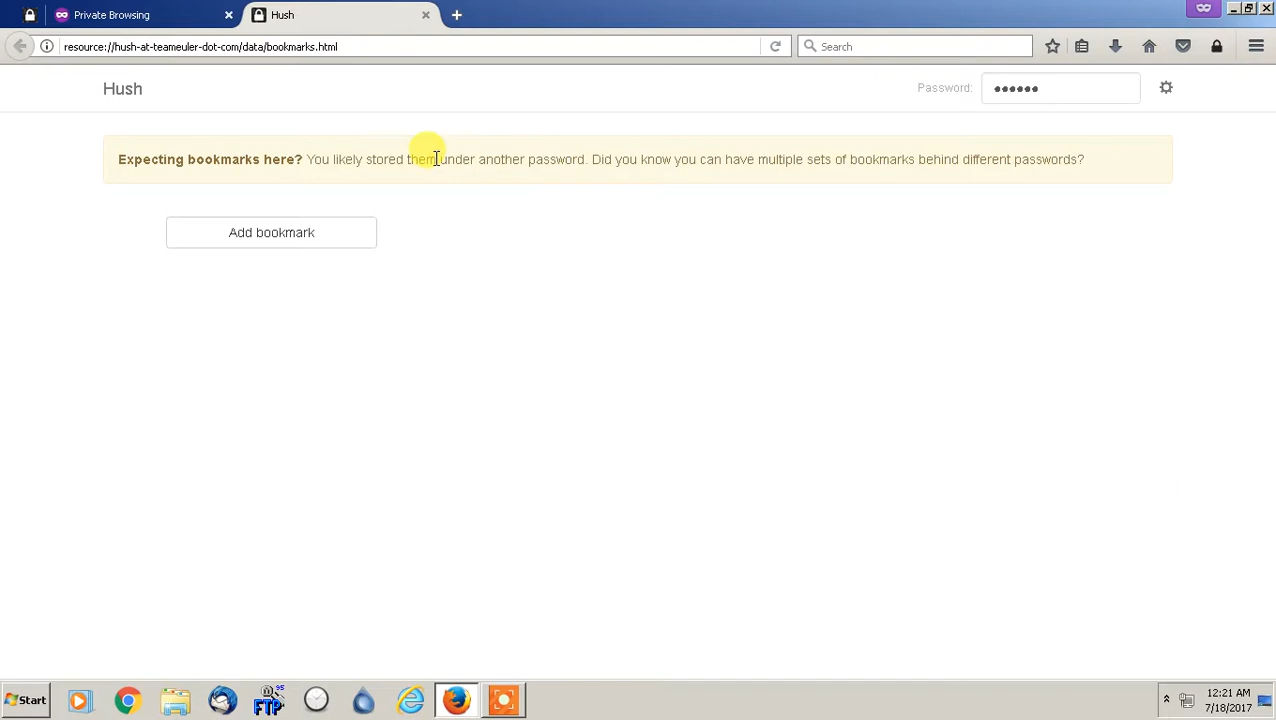 Private Browsing
Hush
resource://hush-at-teameuler-dot-com/data/bookmarks.html
Search
Hush
Password:
Expecting bookmarks here? You likely stored them under another password. Did you know you can have multiple sets of bookmarks behind different passwords?
Add bookmark
Start
95
FTP
12:21 AM
7/18/2017